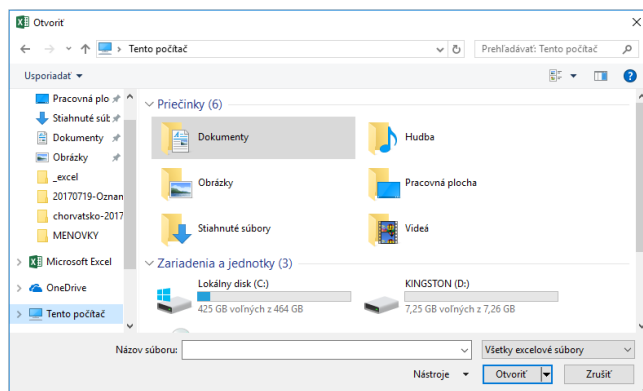 Otvoriť
Tento počítač
Prehľadávať: Tento počítač
Usporiadať
Pracovná plo
Stiahnuté súb
Dokumenty
Obrázky
_excel
20170719-Oznan
chorvatsko-2017
MENOVKY
Microsoft Excel
OneDrive
Tento počítač
Priečinky (6)
Dokumenty
Hudba
Obrázky
Pracovná plocha
Stiahnuté súbory
Videá
Zariadenia a jednotky (3)
Lokálny disk (C:)
425 GB voľných z 464 GB
KINGSTON (D:)
7,25 GB voľných z 7,26 GB
Názov súboru:
Všetky excelové súbory
Nástroje
Otvoriť
Zrušiť